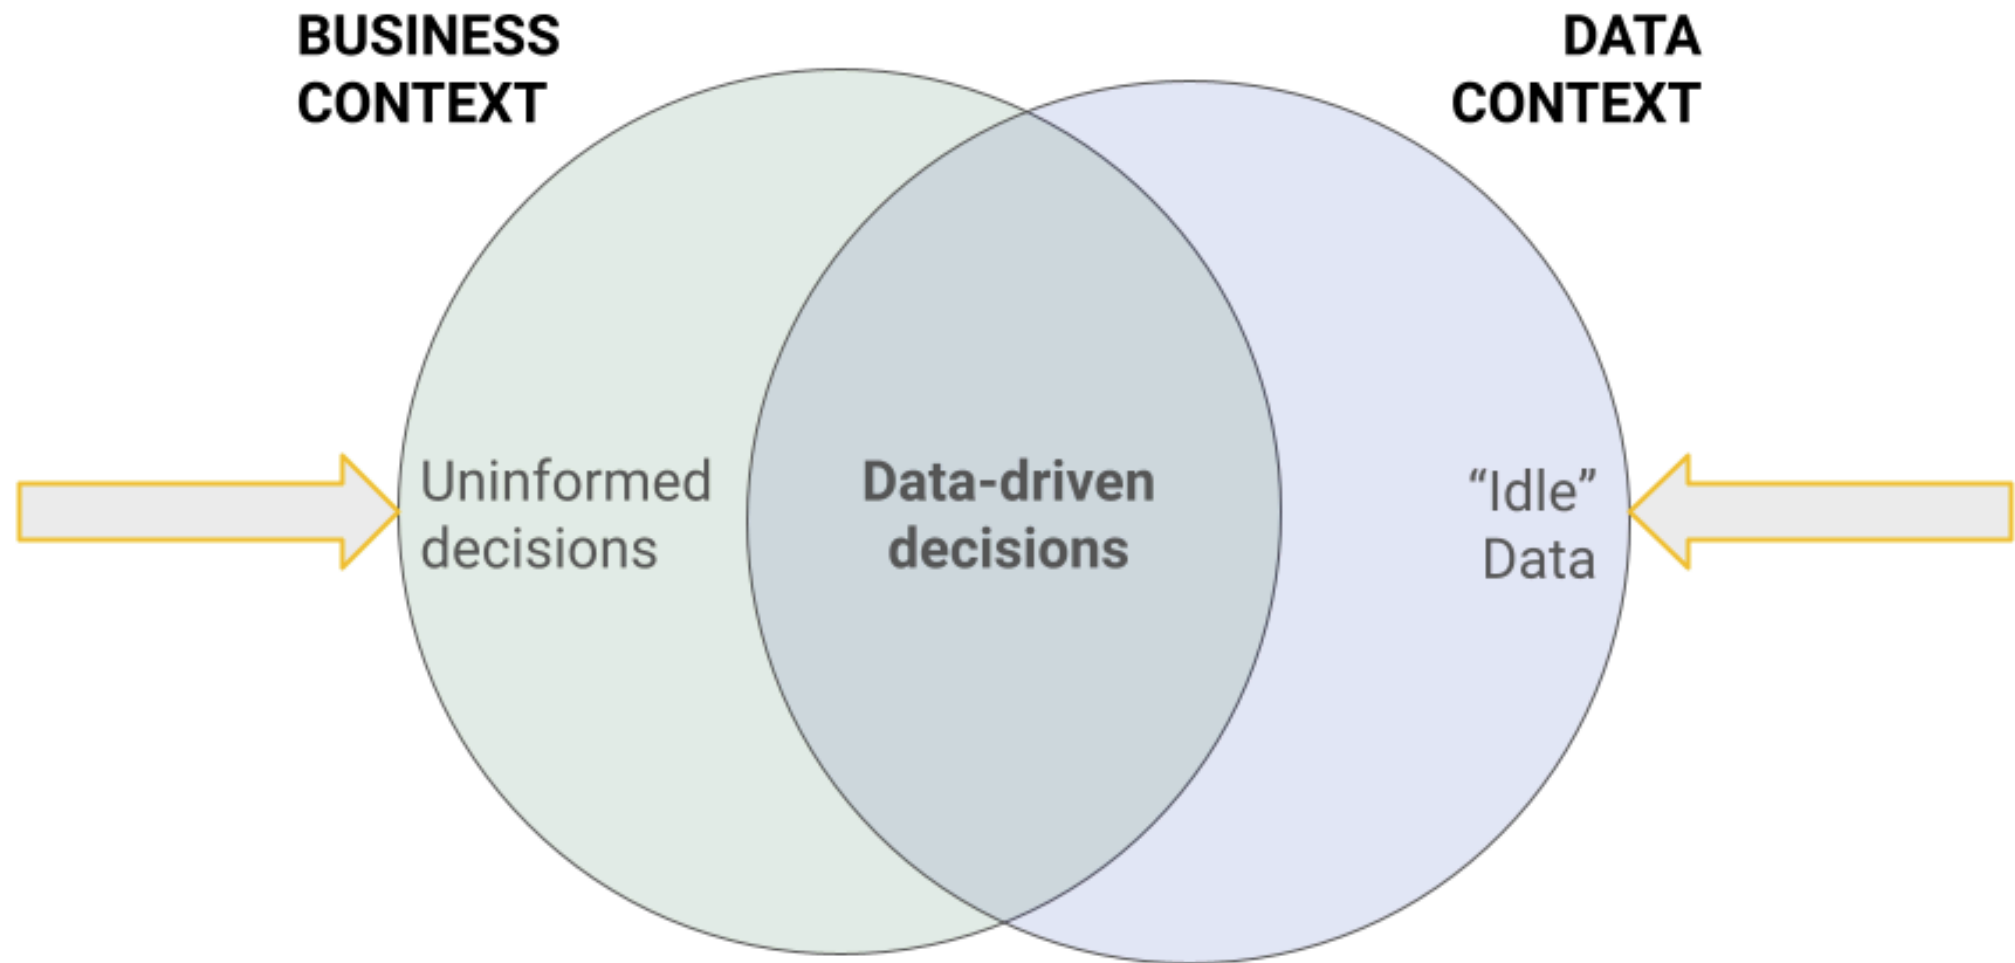 BUSINESS
CONTEXT
DATA
CONTEXT
Uninformed
decisions
Data-driven
decisions
“Idle”
Data